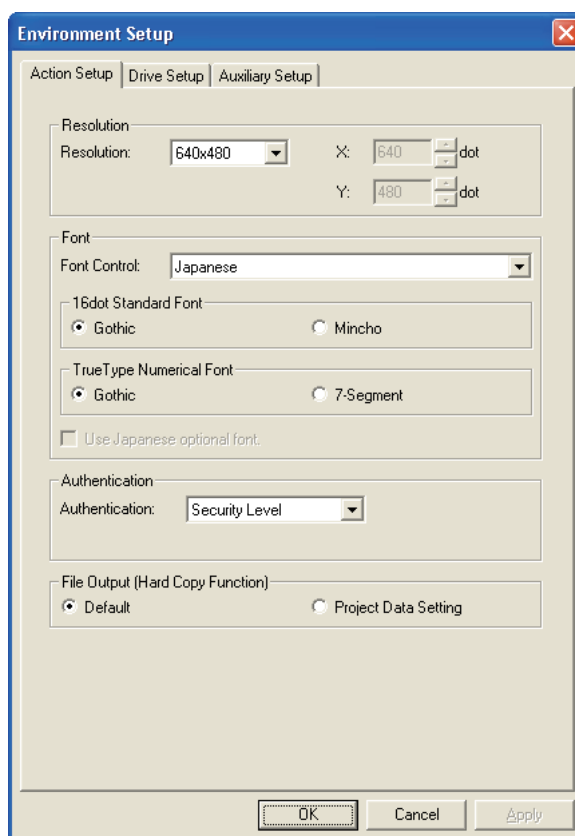 Environment Setup
Action Setup Drive Setup Auxiliary Setup
Resolution
Resolution: 640x480 X: 640 dot
Y: 480 dot
Font
Font Control: Japanese
16dot Standard Font
Gothic Mincho
TrueType Numerical Font
Gothic 7-Segment
Use Japanese optional font.
Authentication
Authentication: Security Level
File Output (Hard Copy Function)
Default Project Data Setting
OK Cancel Apply